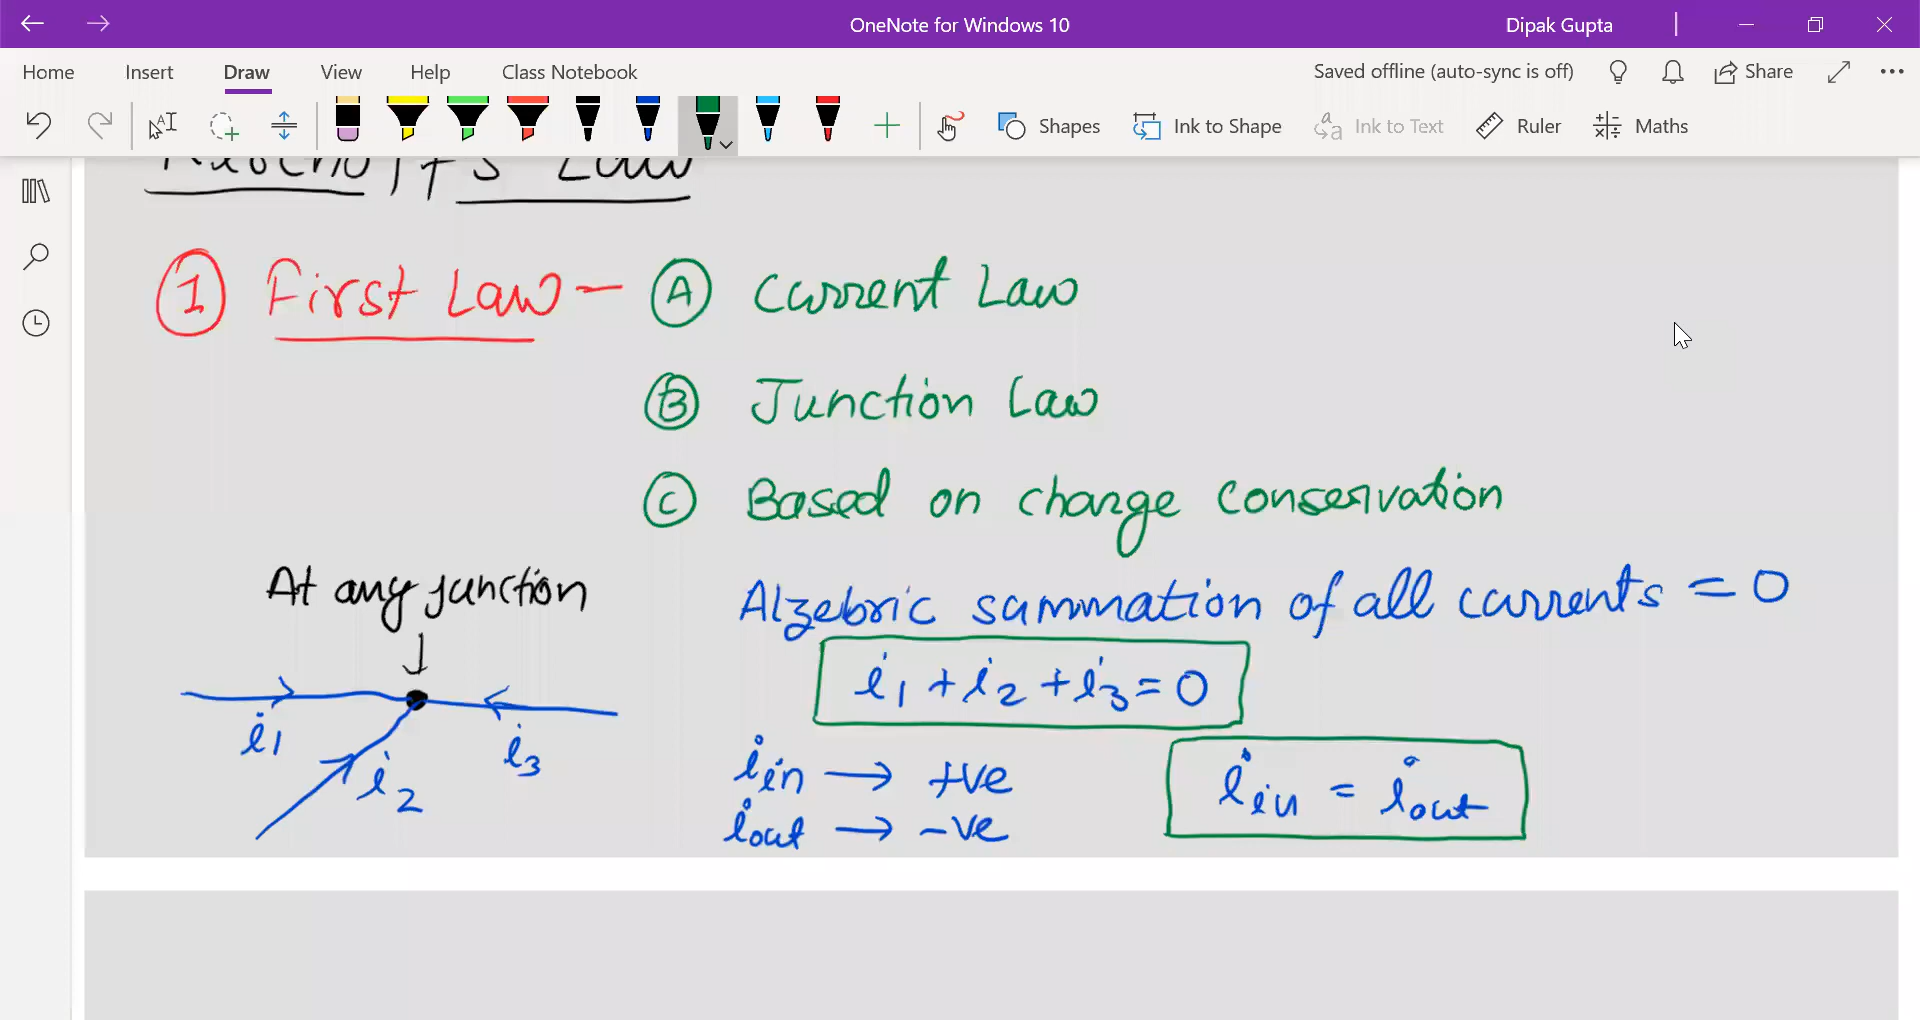 OneNote for Windows 10
Dipak Gupta
Home Insert Draw View Help Class Notebook
Saved offline (auto-sync is off) Share
Shapes Ink to Shape Ink to Text Ruler Maths
Law
1 First Law - A Current Law
B Junction Law
C Based on charge conservation
At any junction
Algebric summation of all currents = 0
i1 + i2 + i3 = 0
i1 i2 i3
iin → +ve
iout → -ve
iin = iout